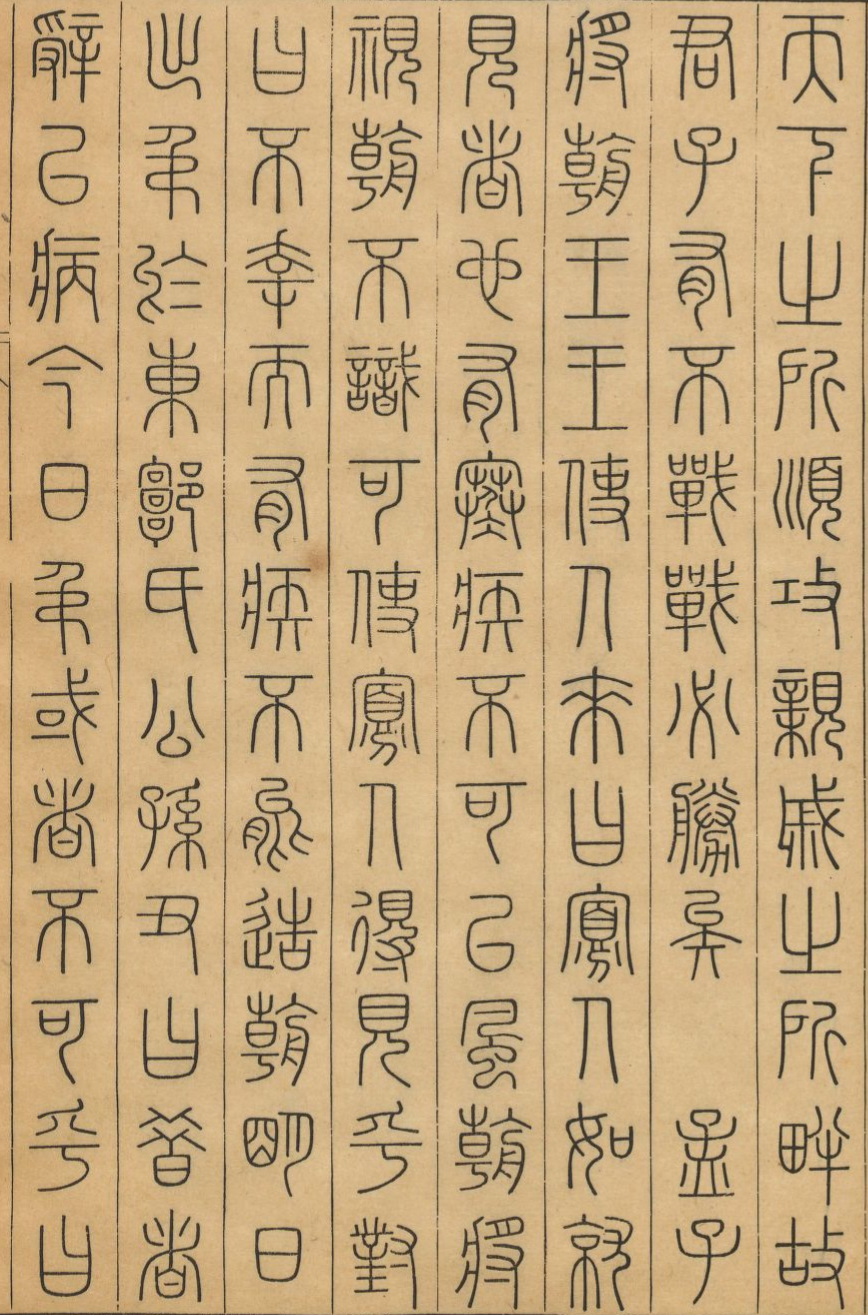 天下之所順攻親戚之所畔故
君子有不戰戰必勝矣　孟子
將朝王王使人來曰寡人如就
見者也有寒疾不可以風朝將
視朝不識可使寡人得見乎對
曰不幸而有疾不能造朝明日
出弔於東郭氏公孫丑曰昔者
辭以病今日弔或者不可乎曰